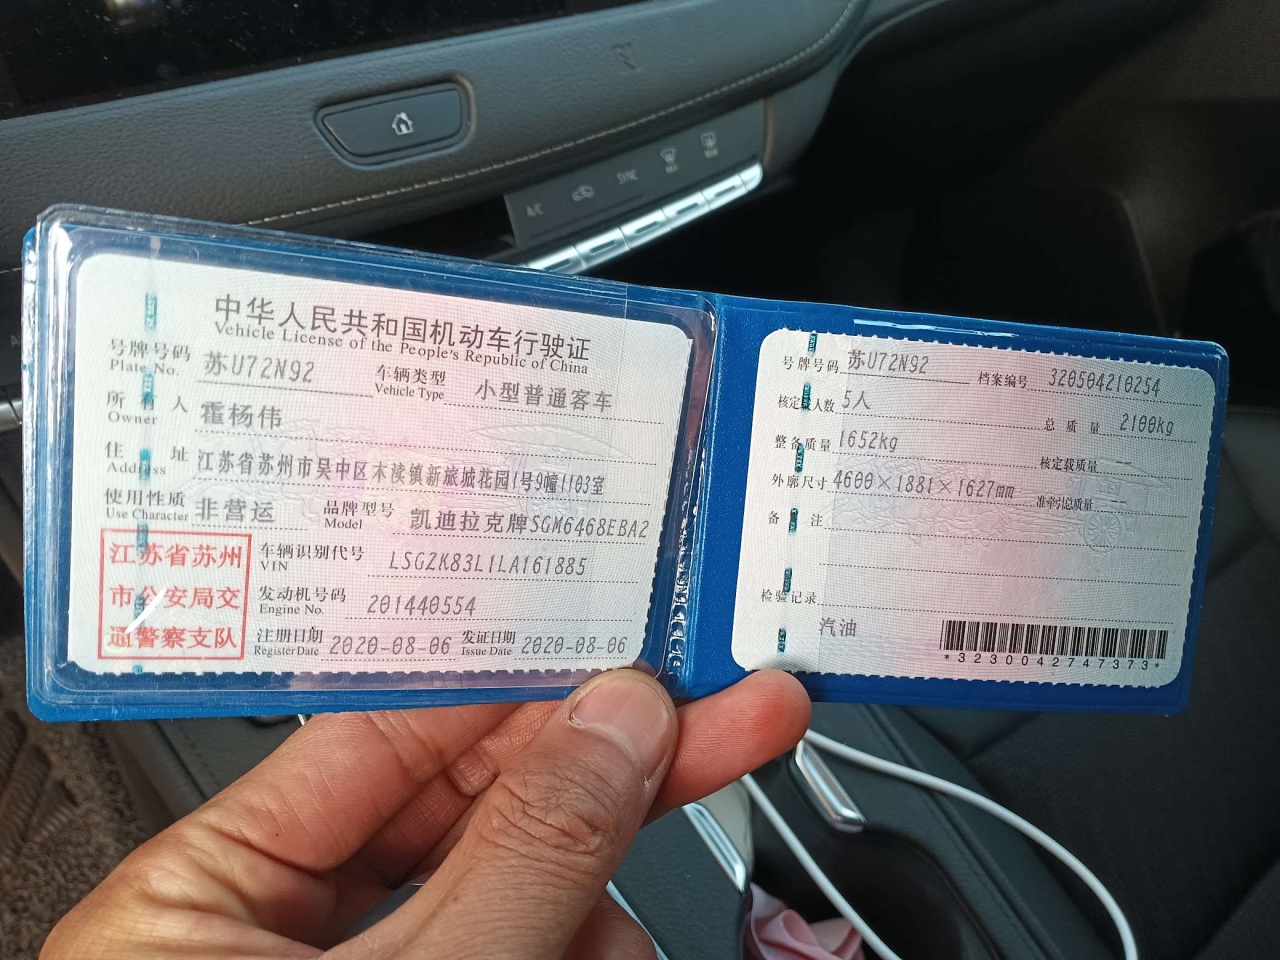 A/C
SYNC
MAX
REAR
中华人民共和国机动车行驶证
Vehicle License of the People's Republic of China
号牌号码 苏U72N92 车辆类型 小型普通客车
Plate No. Vehicle Type
所有人 霍杨伟
Owner
住址 江苏省苏州市吴中区木渎镇新旅城花园1号9幢1103室
Address
使用性质 非营运 品牌型号 凯迪拉克牌SGM6468EBA2
Use Character Model
江苏省苏州
市公安局交
通警察支队
车辆识别代号 LSGZK83L1LA161885
VIN
发动机号码 201440554
Engine No.
注册日期 2020-08-06 发证日期 2020-08-06
Register Date Issue Date
号牌号码 苏U72N92 档案编号 320504210254
核定载人数 5人 总质量 2100kg
整备质量 1652kg 核定载质量 --
外廓尺寸 4600×1881×1627mm 准牵引总质量 --
备注
检验记录
汽油
*3230042747373*